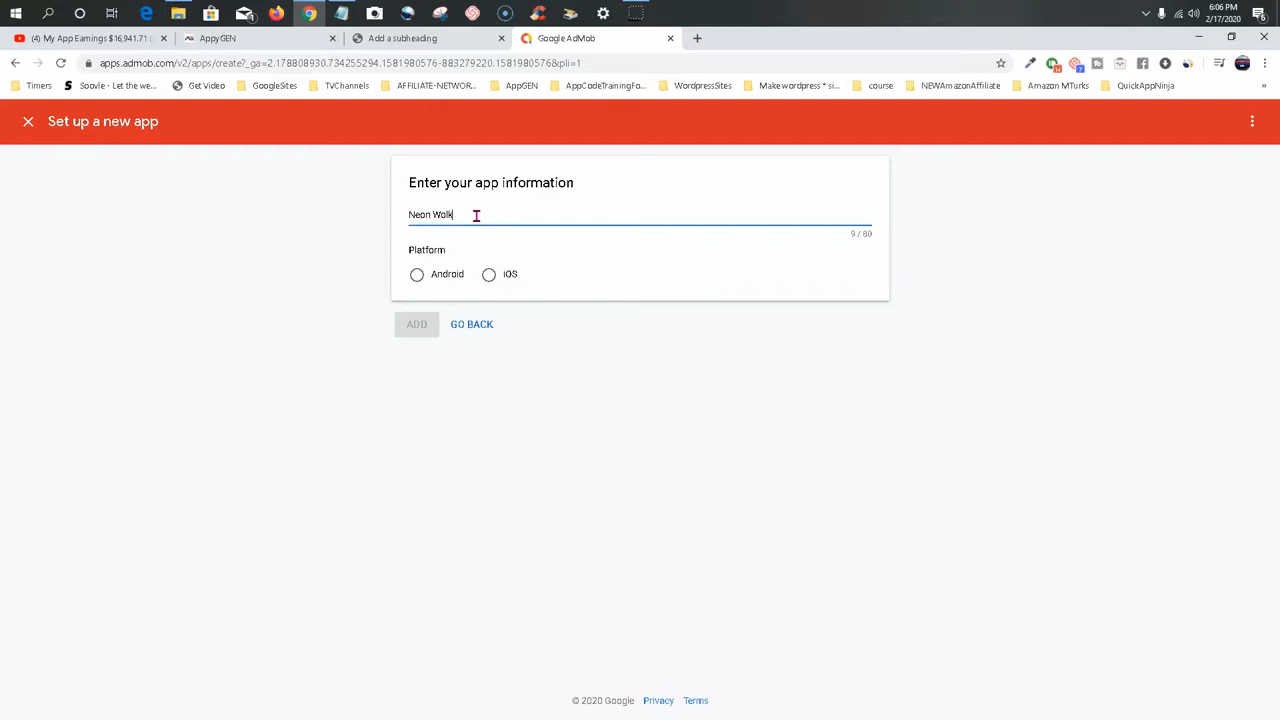 6:06 PM
2/17/2020
(4) My App Earnings $16,941.71 (
AppyGEN
Add a subheading
Google AdMob
apps.admob.com/v2/apps/create?_ga=2.178808930.734255294.1581980576-883279220.1581980576&pli=1
Timers
Soovle - Let the we...
Get Video
GoogleSites
TVChannels
AFFILIATE-NETWOR...
AppGEN
AppCodeTrainingFo...
WordpressSites
Make wordpress * si...
course
NEWAmazonAffiliate
Amazon MTurks
QuickAppNinja
»
Set up a new app
Enter your app information
Neon Wolk
9 / 80
Platform
Android
iOS
ADD
GO BACK
© 2020 Google Privacy Terms